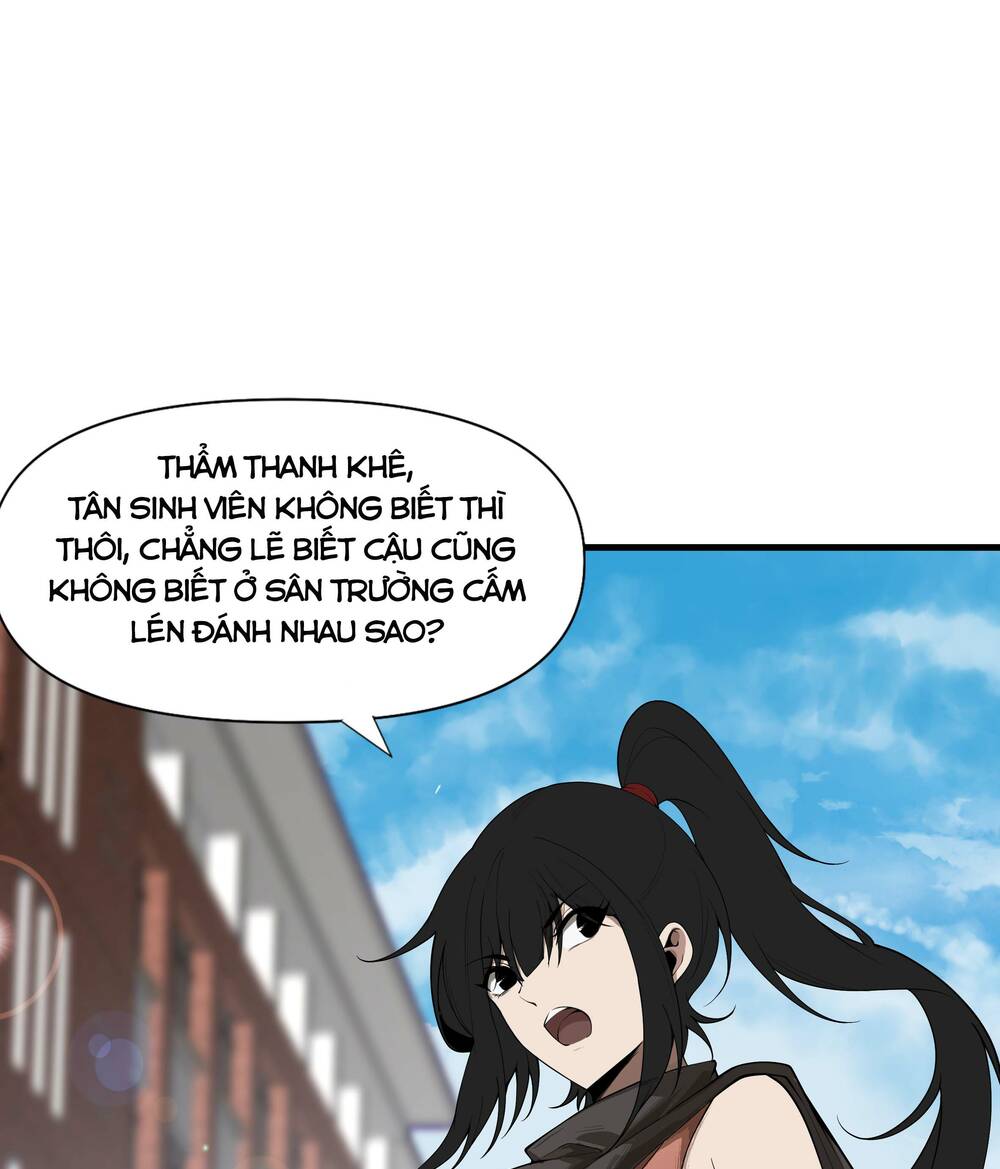 THẨM THANH KHÊ,
TÂN SINH VIÊN KHÔNG BIẾT THÌ
THÔI, CHẲNG LẼ BIẾT CẬU CŨNG
KHÔNG BIẾT Ở SÂN TRƯỜNG CẤM
LÉN ĐÁNH NHAU SAO?